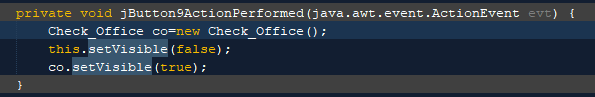 private void jButton9ActionPerformed(java.awt.event.ActionEvent evt) {
Check_Office co=new Check_Office();
this.setVisible(false);
co.setVisible(true);
}